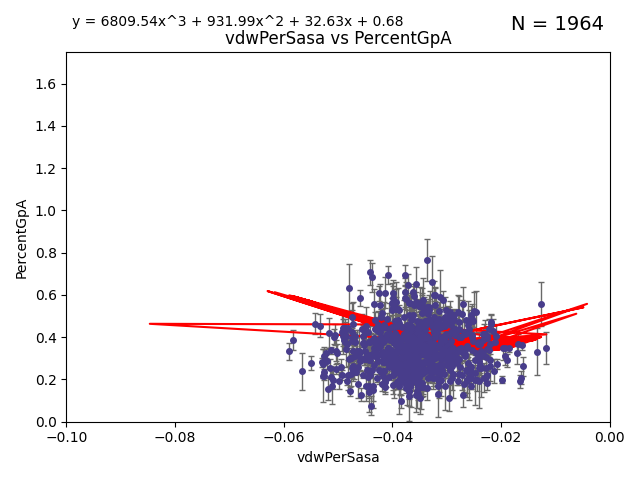 y = 6809.54x^3 + 931.99x^2 + 32.63x + 0.68
N = 1964
vdwPerSasa vs PercentGpA
PercentGpA
1.6
1.4
1.2
1.0
0.8
0.6
0.4
0.2
0.0
−0.10 −0.08 −0.06 −0.04 −0.02 0.00
vdwPerSasa